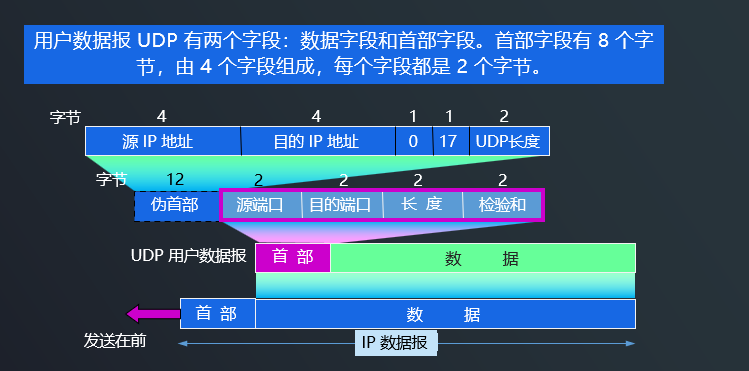 用户数据报 UDP 有两个字段：数据字段和首部字段。首部字段有 8 个字
节，由 4 个字段组成，每个字段都是 2 个字节。
字节 4 4 1 1 2
源 IP 地址 目的 IP 地址 0 17 UDP长度
字节 12 2 2 2 2
伪首部 源端口 目的端口 长 度 检验和
UDP 用户数据报 首 部 数 据
首 部 数 据
发送在前 IP 数据报